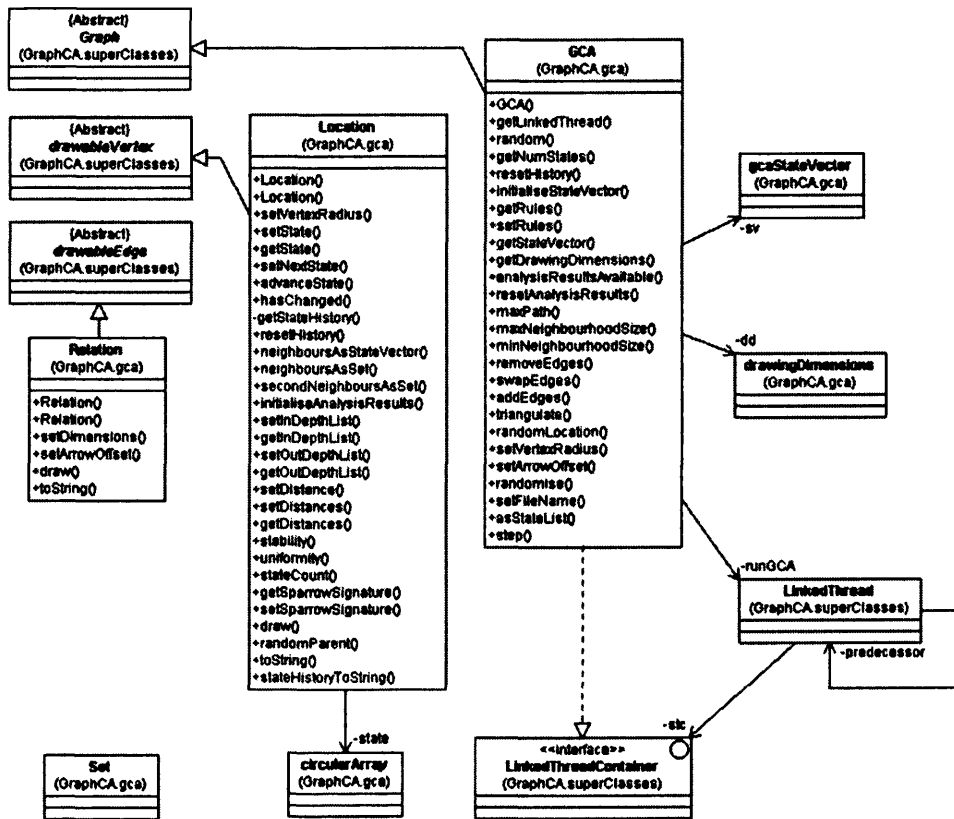 {Abstract}
Graph
(GraphCA.superClasses)
{Abstract}
drawableVertex
(GraphCA.superClasses)
{Abstract}
drawableEdge
(GraphCA.superClasses)
Relation
(GraphCA.gca)
+Relation()
+Relation()
+setDimensions()
+setArrowOffset()
+draw()
+toString()
Location
(GraphCA.gca)
+Location()
+Location()
+setVertexRadius()
+setState()
+getState()
+setNextState()
+advanceState()
+hasChanged()
-getStateHistory()
+resetHistory()
+neighboursAsStateVector()
+neighboursAsSet()
+secondNeighboursAsSet()
+initialiseAnalysisResults()
+setInDepthList()
+getInDepthList()
+setOutDepthList()
+getOutDepthList()
+setDistance()
+setDistances()
+getDistances()
+stability()
+uniformity()
+stateCount()
+getSparrowSignature()
+setSparrowSignature()
+draw()
+randomParent()
+toString()
+stateHistoryToString()
GCA
(GraphCA.gca)
+GCA()
+getLinkedThread()
+random()
+getNumStates()
+resetHistory()
+initialiseStateVector()
+getRules()
+setRules()
+getStateVector()
+getDrawingDimensions()
+analysisResultsAvailable()
+resetAnalysisResults()
+maxPath()
+maxNeighbourhoodSize()
+minNeighbourhoodSize()
+removeEdges()
+swapEdges()
+addEdges()
+triangulate()
+randomLocation()
+setVertexRadius()
+setArrowOffset()
+randomise()
+setFileName()
+asStateList()
+step()
gcaStateVector
(GraphCA.gca)
-sv
-dd
drawingDimensions
(GraphCA.gca)
-runGCA
LinkedThread
(GraphCA.superClasses)
-predecessor
-state
-stc
Set
(GraphCA.gca)
circularArray
(GraphCA.gca)
<<interface>>
LinkedThreadContainer
(GraphCA.superClasses)